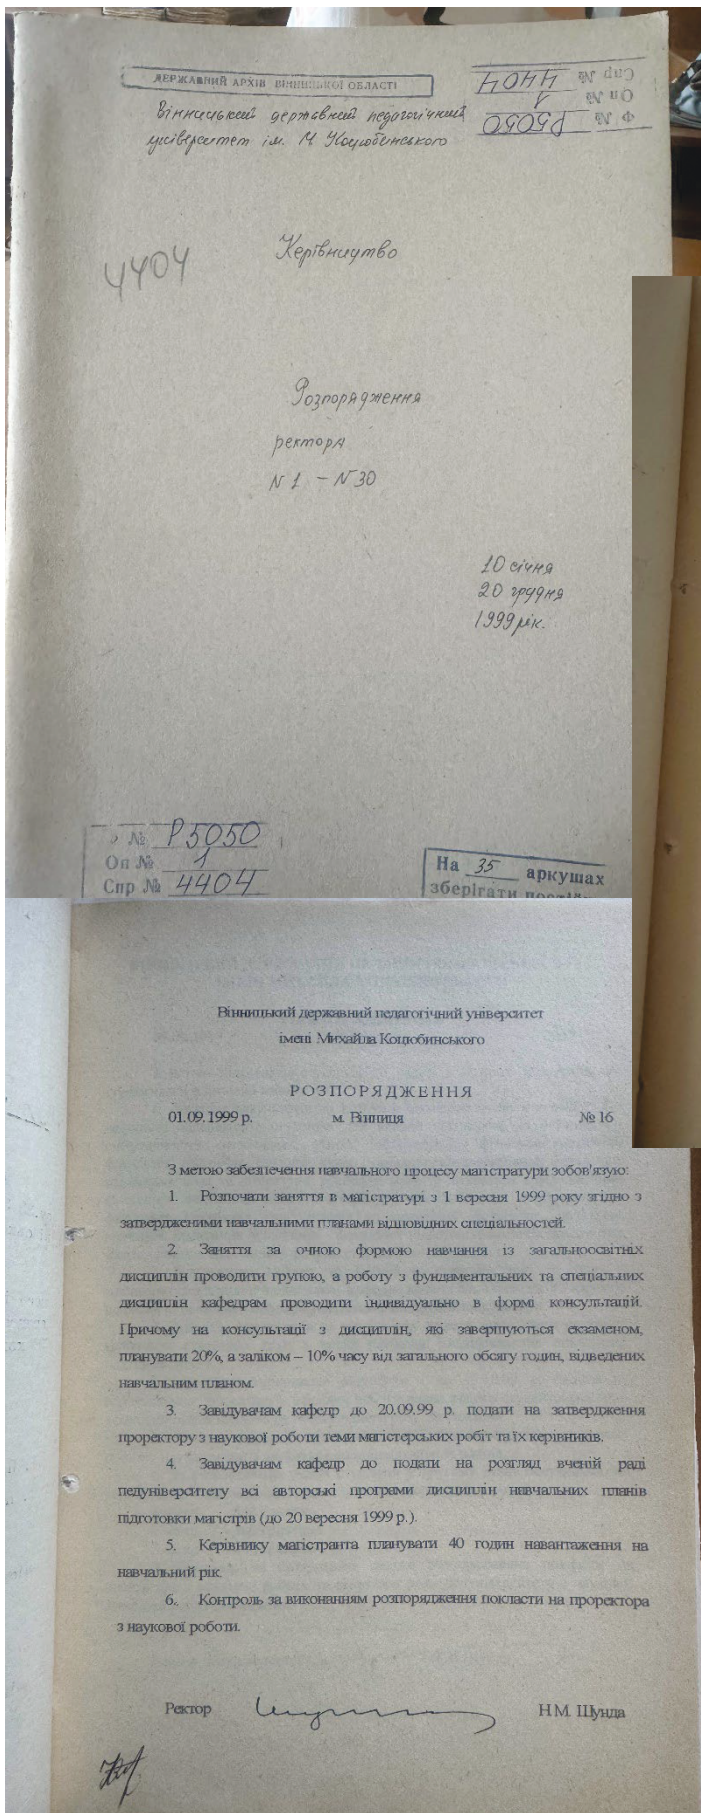 ДЕРЖАВНИЙ АРХІВ ВІННИЦЬКОЇ ОБЛАСТІ
Ф № Р5050
Оп № 1
Спр № 4404
Вінницький державний педагогічний
університет ім. М Коцюбинського
4404
Керівництво
Розпорядження
ректора
N 1 – N 30
10 січня
20 грудня
1999 рік.
№ Р5050
Оп № 1
Спр № 4404
На 35 аркушах
зберігати
Вінницький державний педагогічний університет
імені Михайла Коцюбинського
РОЗПОРЯДЖЕННЯ
01.09.1999 р. м. Вінниця № 16
З метою забезпечення навчального процесу магістратури зобов'язую:
1. Розпочати заняття в магістратурі з 1 вересня 1999 року згідно з
затвердженими навчальними планами відповідних спеціальностей.
2. Заняття за очною формою навчання із загальноосвітніх
дисциплін проводити групою, а роботу з фундаментальних та спеціальних
дисциплін кафедрам проводити індивідуально в формі консультацій.
Причому на консультації з дисциплін, які завершуються екзаменом,
планувати 20%, а заліком – 10% часу від загального обсягу годин, відведених
навчальним планом.
3. Завідувачам кафедр до 20.09.99 р. подати на затвердження
проректору з наукової роботи теми магістерських робіт та їх керівників.
4. Завідувачам кафедр до подати на розгляд вченій раді
педуніверситету всі авторські програми дисциплін навчальних планів
підготовки магістрів (до 20 вересня 1999 р.).
5. Керівнику магістранта планувати 40 годин навантаження на
навчальний рік.
6. Контроль за виконанням розпорядження покласти на проректора
з наукової роботи.
Ректор Н.М. Шунда